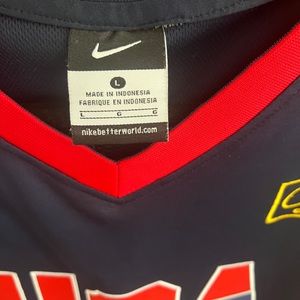 L
MADE IN INDONESIA
FABRIQUE EN INDONESIA
L G G
nikebetterworld.com